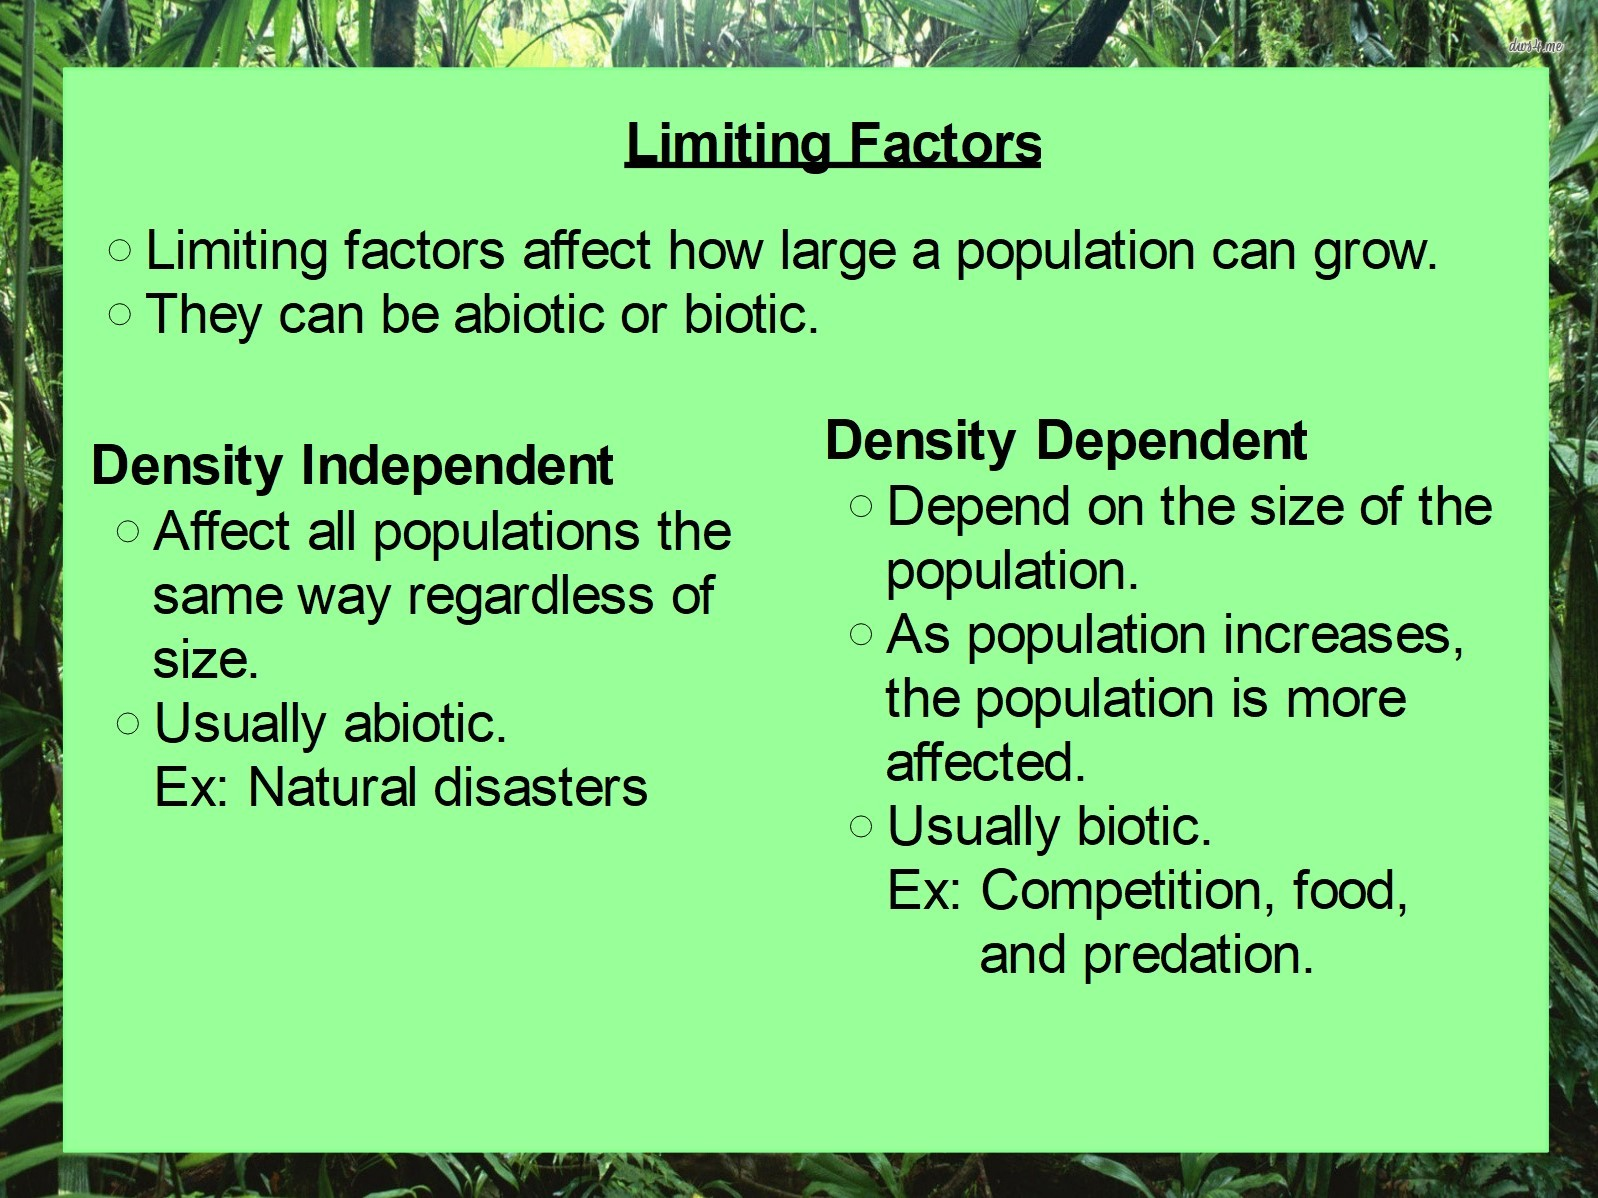 dws4.me
Limiting Factors
Limiting factors affect how large a population can grow.
They can be abiotic or biotic.
Density Independent
Affect all populations the
same way regardless of
size.
Usually abiotic.
Ex: Natural disasters
Density Dependent
Depend on the size of the
population.
As population increases,
the population is more
affected.
Usually biotic.
Ex: Competition, food,
and predation.